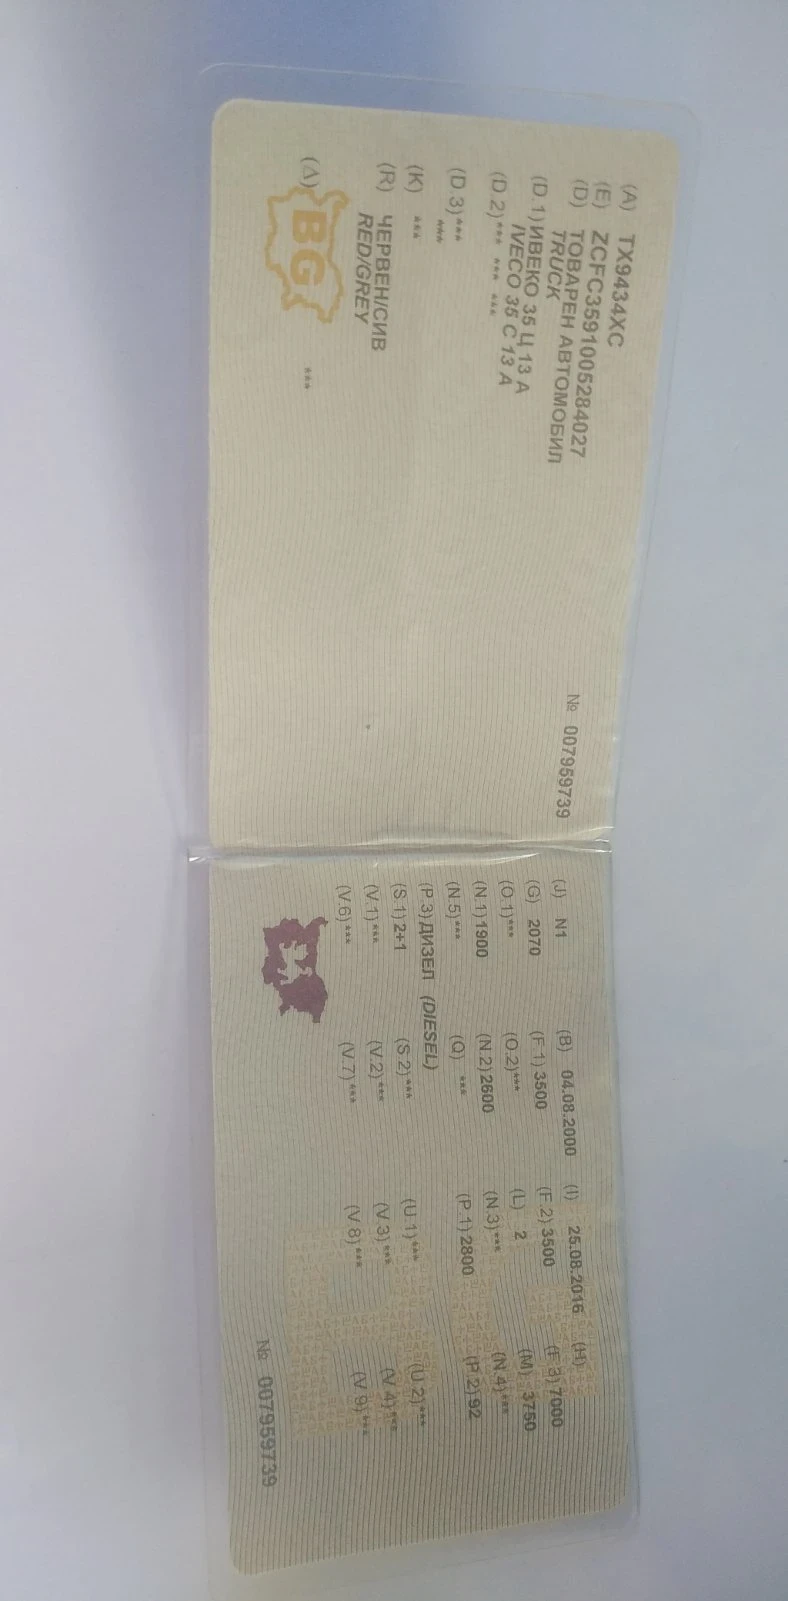 (A) TX9434XC
(E) ZCFC3591005284027
(D) ТОВАРЕН АВТОМОБИЛ
TRUCK
(D.1) ИВЕКО 35 Ц 13 А
IVECO 35 C 13 A
(D.2) *** *** ***
(D.3) ***
***
(K) ***
(R) ЧЕРВЕН/СИВ
RED/GREY
(Δ) BG ***
№ 007959739
(J) N1 (B) 04.08.2000 (I) 25.08.2016 (H)
(G) 2070 (F.1) 3500 (F.2) 3500 (F.3) 7000
(O.1) *** (O.2) *** (L) 2 (M) 3750
(N.1) 1900 (N.2) 2600 (N.3) *** (N.4) ***
(N.5) *** (Q) *** (P.1) 2800 (P.2) 92
(P.3) ДИЗЕЛ (DIESEL)
(S.1) 2+1 (S.2) *** (U.1) *** (U.2) ***
(V.1) *** (V.2) *** (V.3) *** (V.4) ***
(V.6) *** (V.7) *** (V.8) *** (V.9) ***
№ 007959739